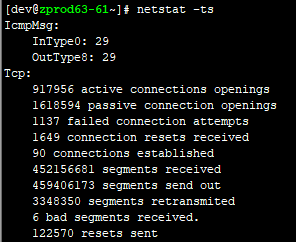 [dev@zprod63-61~]# netstat -ts
IcmpMsg:
InType0: 29
OutType8: 29
Tcp:
917956 active connections openings
1618594 passive connection openings
1137 failed connection attempts
1649 connection resets received
90 connections established
452156681 segments received
459406173 segments send out
3348350 segments retransmited
6 bad segments received.
122570 resets sent